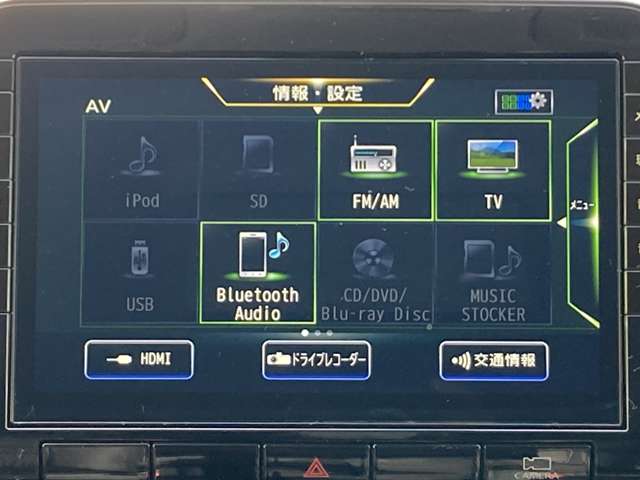 情報・設定
AV
iPod
SD
FM/AM
TV
メニュー
USB
Bluetooth
Audio
CD/DVD/
Blu-ray Disc
MUSIC
STOCKER
HDMI
ドライブレコーダー
交通情報
CAMERA